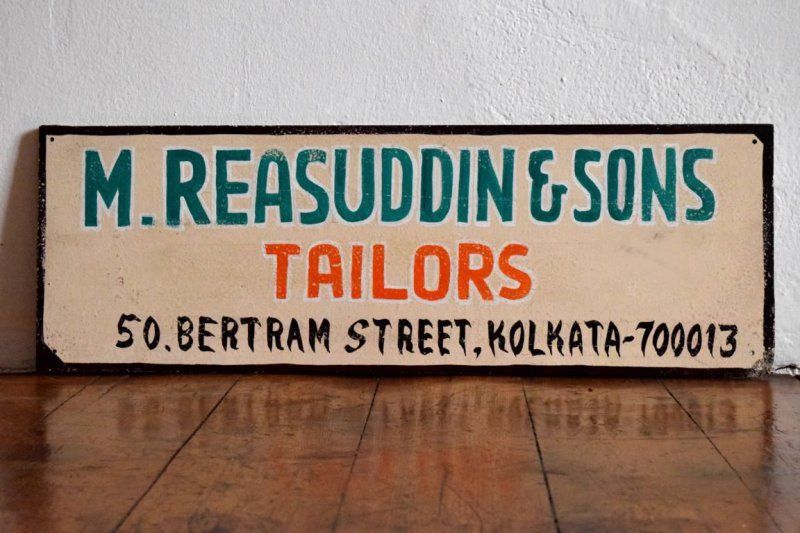 M. REASUDDIN & SONS
TAILORS
50. BERTRAM STREET, KOLKATA-700013